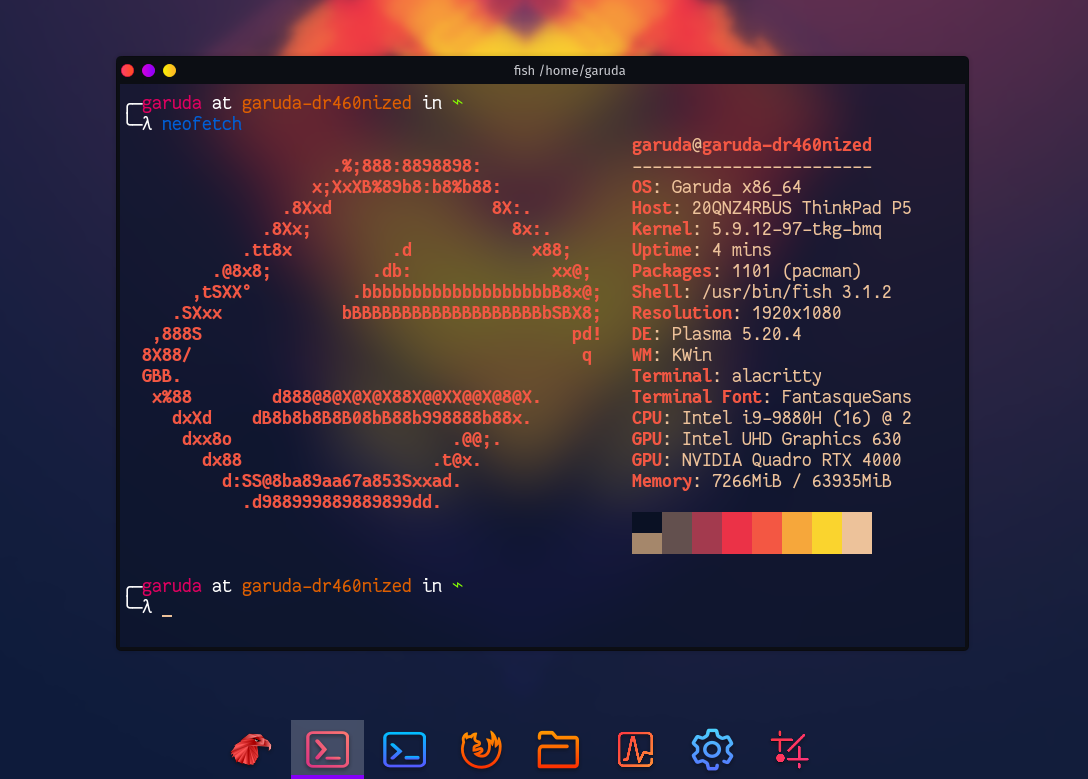 fish /home/garuda
garuda at garuda-dr460nized in ~
λ neofetch
garuda@garuda-dr460nized
------------------------
.%;888:8898898:
OS: Garuda x86_64
x;XxXB%89b8:b8%b88:
Host: 20QNZ4RBUS ThinkPad P5
.8Xxd 8X:.
Kernel: 5.9.12-97-tkg-bmq
.8Xx; 8x:.
Uptime: 4 mins
.tt8x .d x88;
Packages: 1101 (pacman)
.@8x8; .db: xx@;
Shell: /usr/bin/fish 3.1.2
,tSXX° .bbbbbbbbbbbbbbbbbbbB8x@;
Resolution: 1920x1080
.SXxx bBBBBBBBBBBBBBBBBBBBbSBX8;
DE: Plasma 5.20.4
,888S pd!
WM: KWin
8X88/ q
Terminal: alacritty
GBB.
Terminal Font: FantasqueSans
x%88 d888@8@X@X@X88X@@XX@@X@8@X.
CPU: Intel i9-9880H (16) @ 2
dxXd dB8b8b8B8B08bB88b998888b88x.
GPU: Intel UHD Graphics 630
dxx8o .@@;.
GPU: NVIDIA Quadro RTX 4000
dx88 .t@x.
Memory: 7266MiB / 63935MiB
d:SS@8ba89aa67a853Sxxad.
.d988999889889899dd.
garuda at garuda-dr460nized in ~
λ _